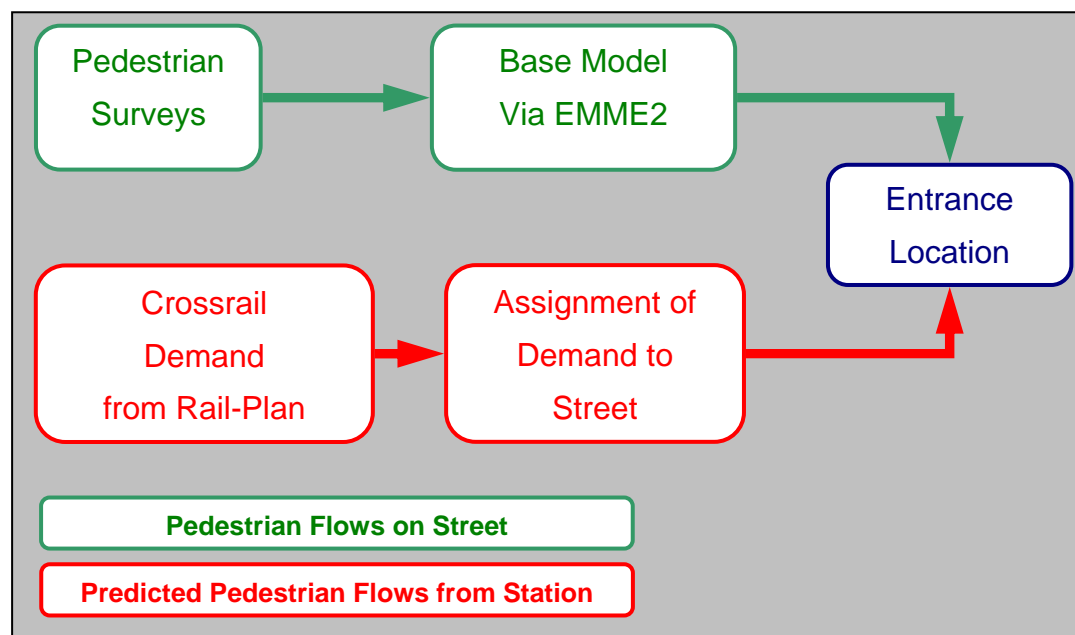 Pedestrian
Surveys
Base Model
Via EMME2
Entrance
Location
Crossrail
Demand
from Rail-Plan
Assignment of
Demand to
Street
Pedestrian Flows on Street
Predicted Pedestrian Flows from Station